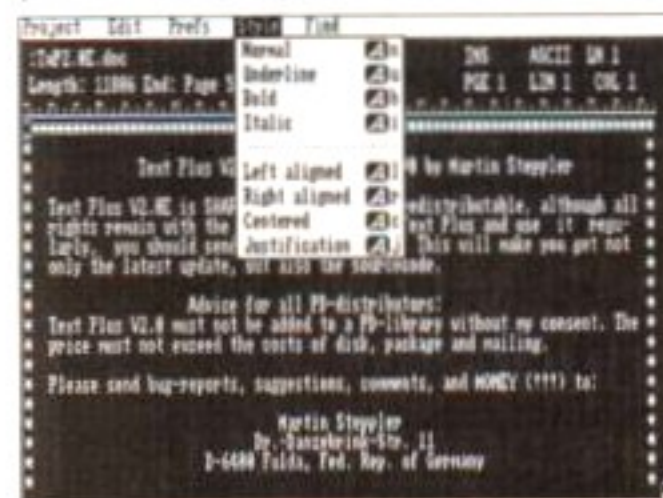 Project Edit Prefs Style Find
Normal n
Underline u
Bold b
Italic i
Left aligned l
Right aligned r
Centered c
Justification j
:TxP2.0E.doc INS ASCII LN 1
Length: 11806 End: Page 5 PGE 1 LIN 1 COL 1
Text Plus V2 by Martin Steppler
Text Plus V2.0E is SHAR redistributable, although all
rights remain with the ext Plus and use it regu-
larly, you should send This will make you get not
only the latest update, but also the sourcecode.
Advice for all PD-distributors:
Text Plus V2.0 must not be added to a PD-library without my consent. The
price must not exceed the costs of disk, package and mailing.
Please send bug-reports, suggestions, comments, and MONEY (!!!) to:
Martin Steppler
Str. 11
Fulda, Fed. Rep. of Germany